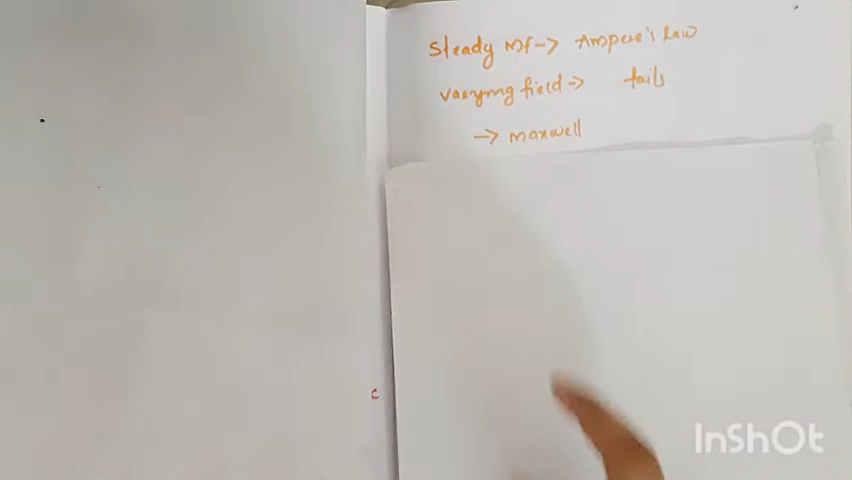 Steady Mf -> Ampere's Law
Varying field -> fails
-> maxwell
c
InShOt